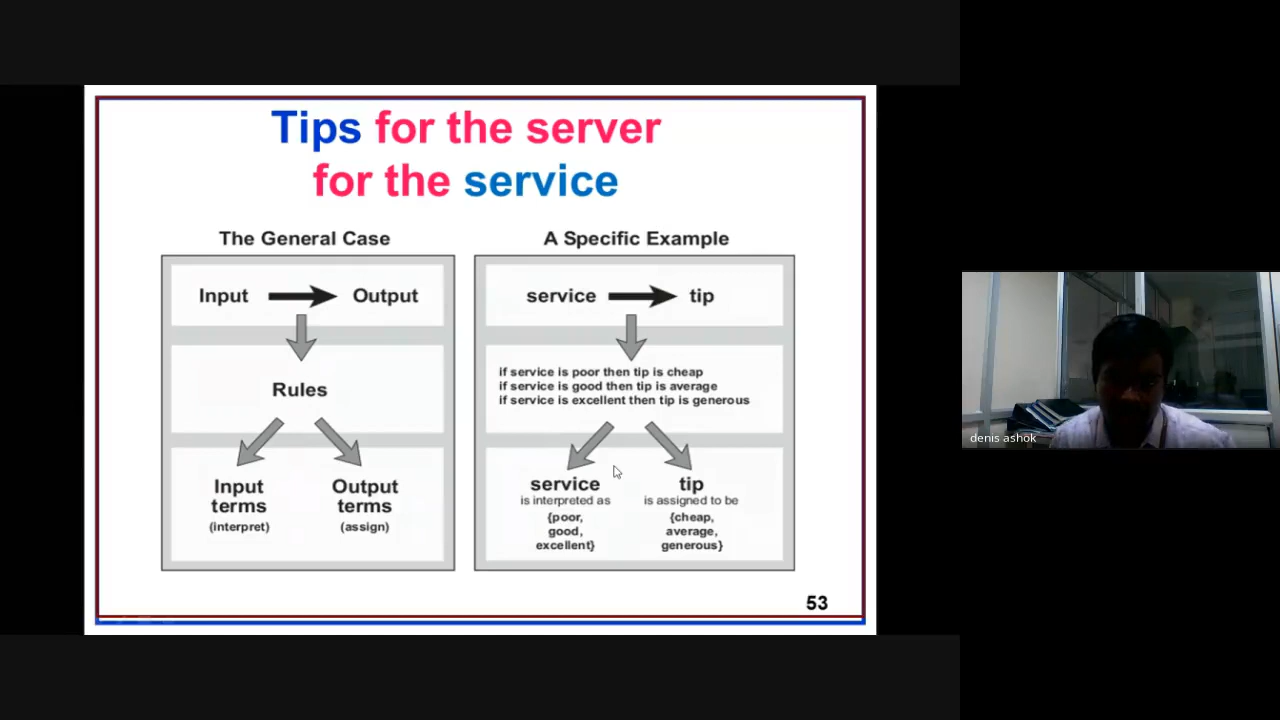 Tips for the server
for the service
The General Case
Input Output
Rules
Input
terms
(interpret)
Output
terms
(assign)
A Specific Example
service tip
if service is poor then tip is cheap
if service is good then tip is average
if service is excellent then tip is generous
service
is interpreted as
{poor,
good,
excellent}
tip
is assigned to be
{cheap,
average,
generous}
53
denis ashok